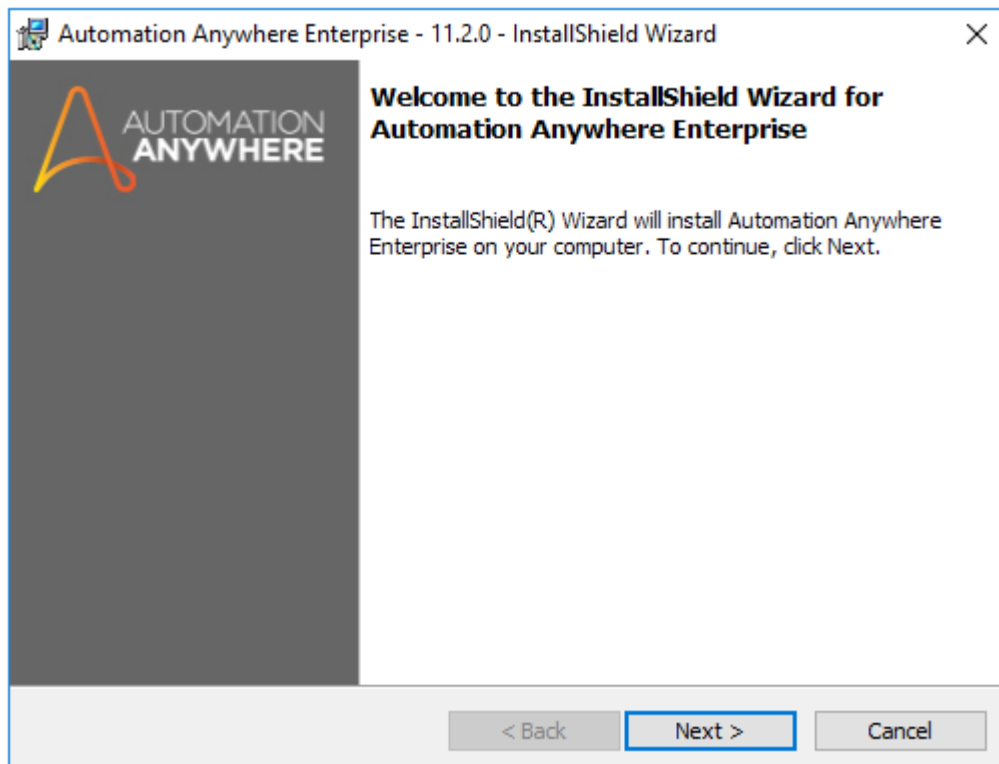 Automation Anywhere Enterprise - 11.2.0 - InstallShield Wizard
AUTOMATION
ANYWHERE
Welcome to the InstallShield Wizard for
Automation Anywhere Enterprise
The InstallShield(R) Wizard will install Automation Anywhere
Enterprise on your computer. To continue, click Next.
< Back
Next >
Cancel